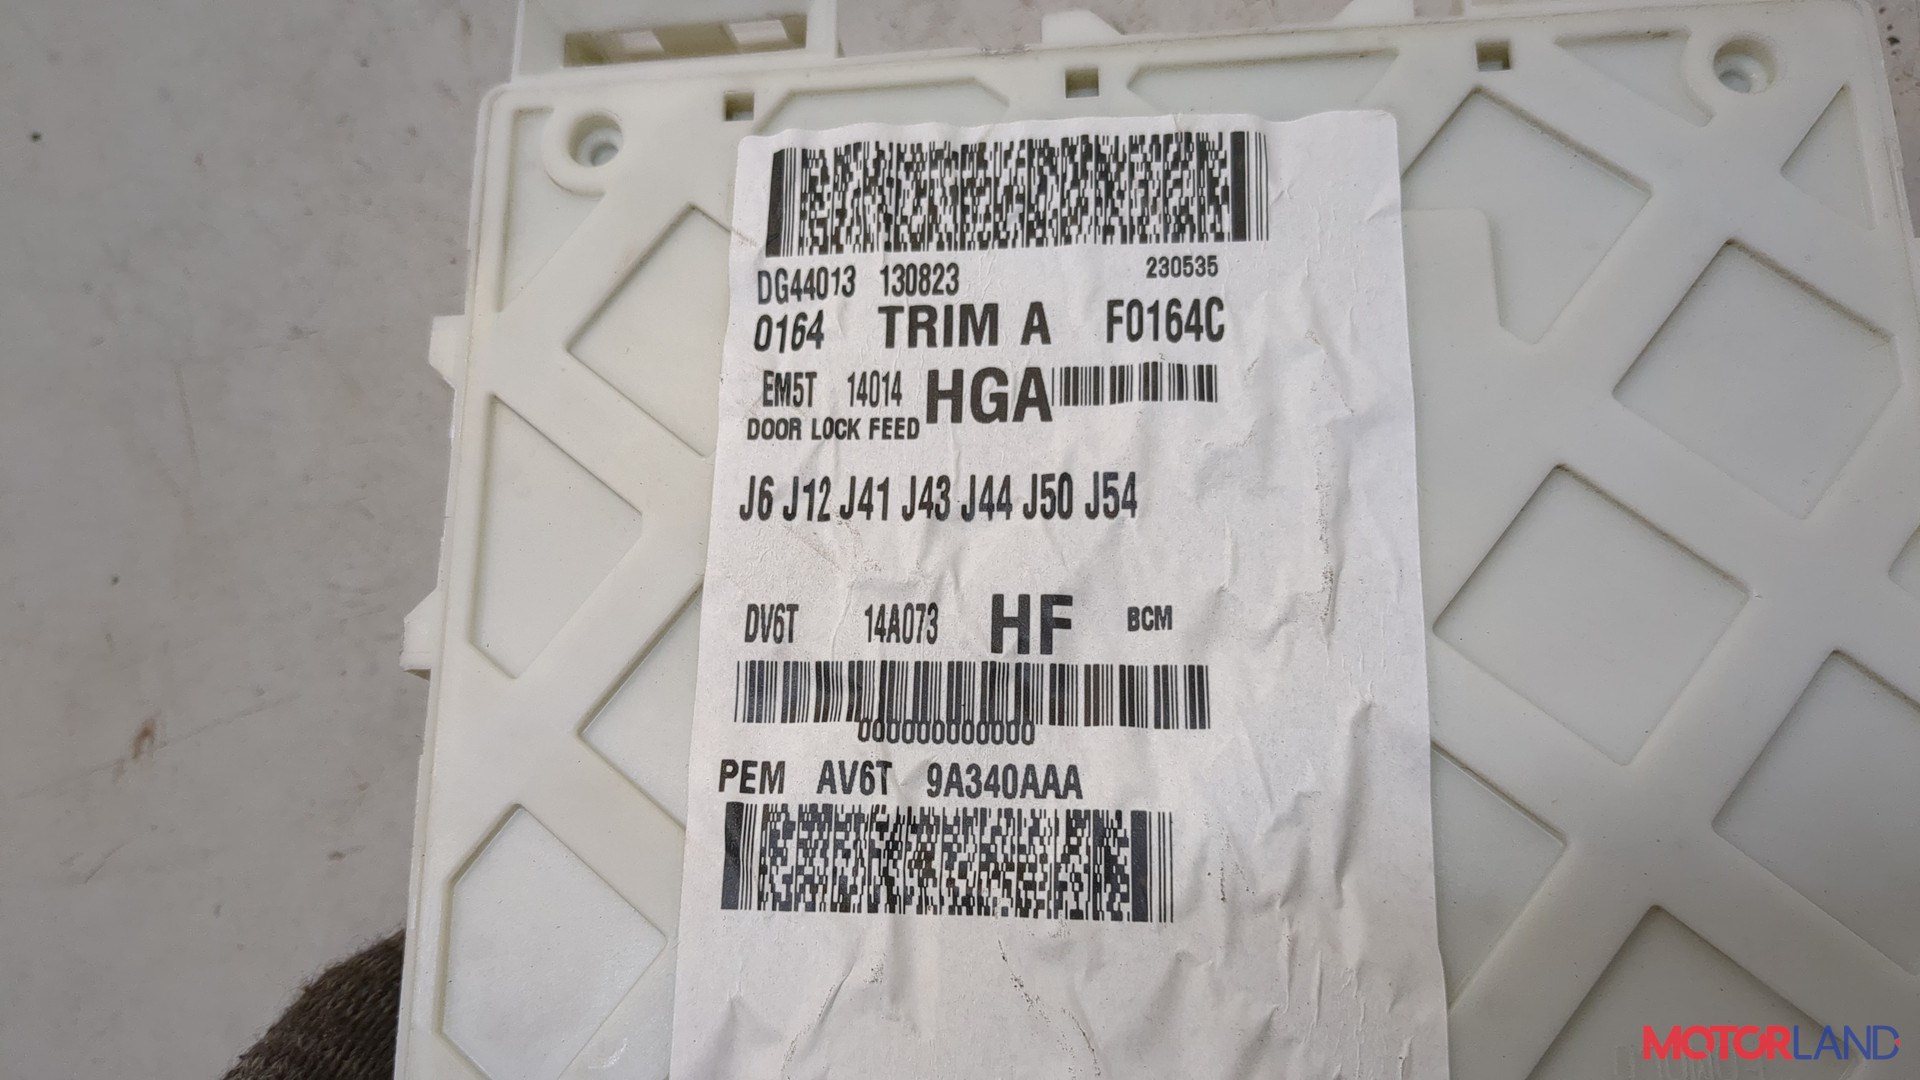 DG44013 130823 230535
0164 TRIM A F0164C
EM5T 14014 HGA
DOOR LOCK FEED
J6 J12 J41 J43 J44 J50 J54
DV6T 14A073 HF BCM
000000000000
PEM AV6T 9A340AAA
MOTORLAND